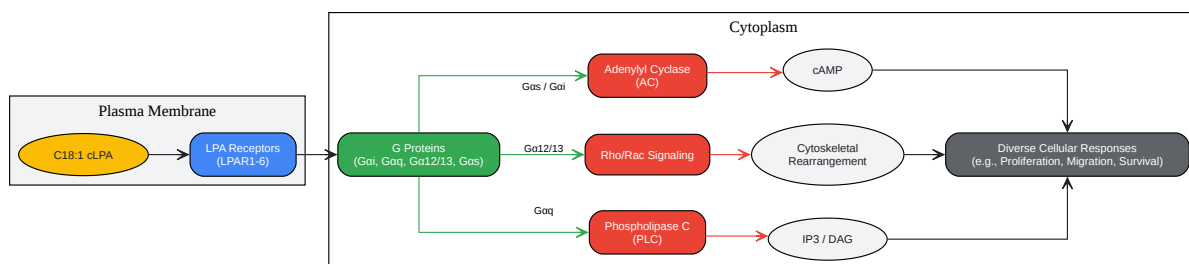 Cytoplasm
Plasma Membrane
C18:1 cLPA
LPA Receptors
(LPAR1-6)
G Proteins
(Gαi, Gαq, Gα12/13, Gαs)
Gαs / Gαi
Adenylyl Cyclase
(AC)
cAMP
Gα12/13
Rho/Rac Signaling
Cytoskeletal
Rearrangement
Gαq
Phospholipase C
(PLC)
IP3 / DAG
Diverse Cellular Responses
(e.g., Proliferation, Migration, Survival)